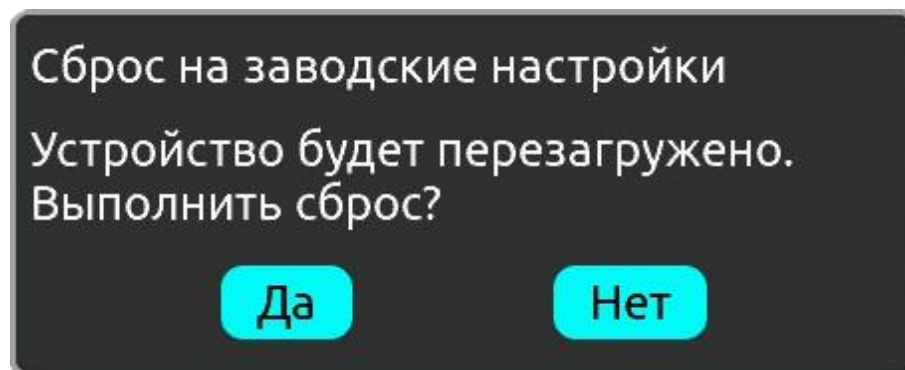 Сброс на заводские настройки
Устройство будет перезагружено.
Выполнить сброс?
Да
Нет